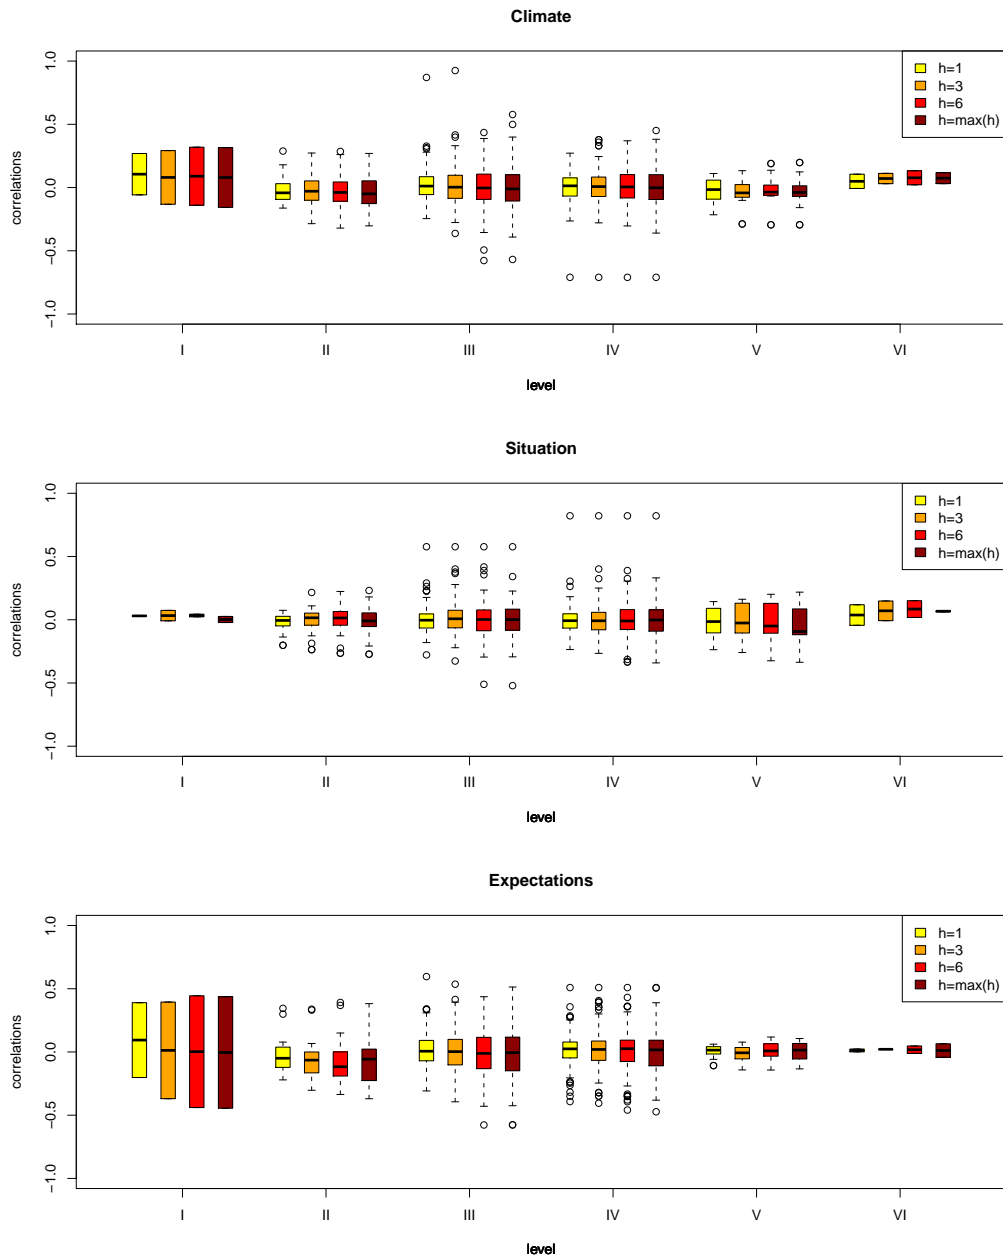 Climate
correlations
1.0
0.5
0.0
−0.5
−1.0
h=1
h=3
h=6
h=max(h)
I II III IV V VI
level
Situation
correlations
1.0
0.5
0.0
−0.5
−1.0
h=1
h=3
h=6
h=max(h)
I II III IV V VI
level
Expectations
correlations
1.0
0.5
0.0
−0.5
−1.0
h=1
h=3
h=6
h=max(h)
I II III IV V VI
level